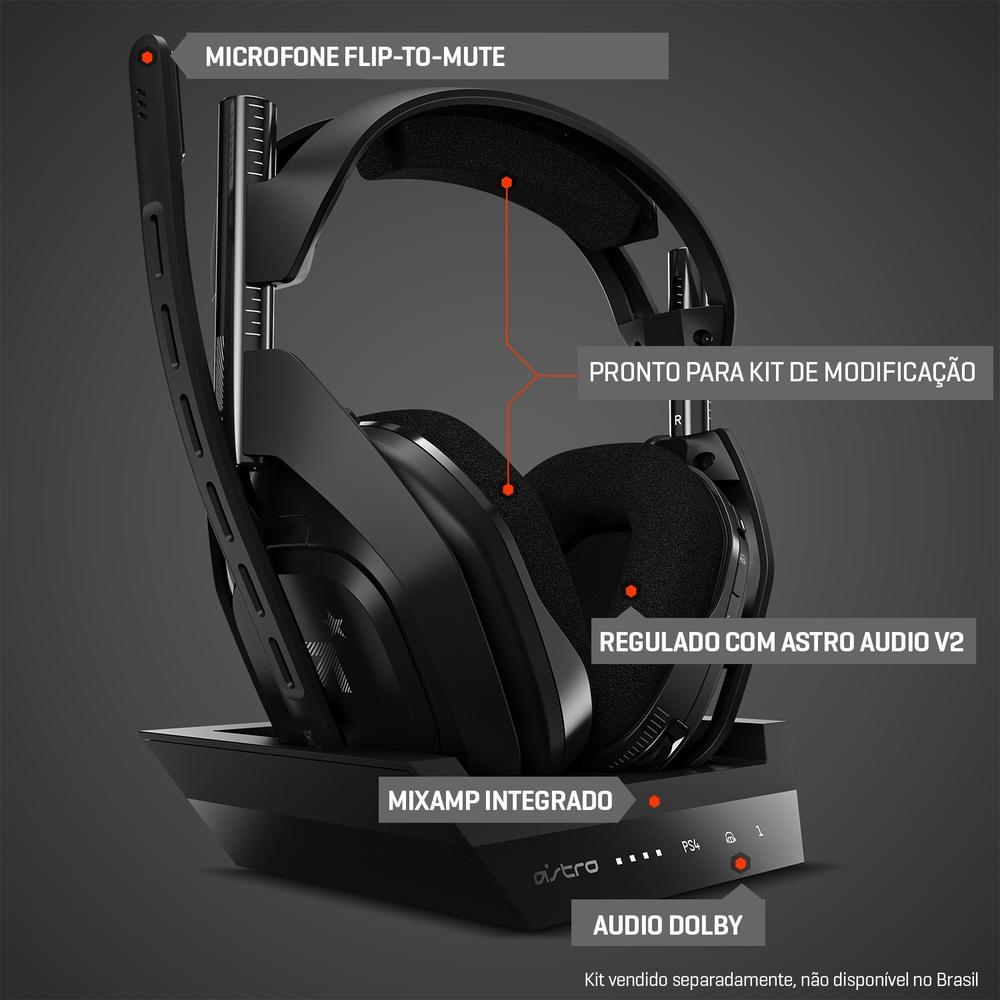 MICROFONE FLIP-TO-MUTE
PRONTO PARA KIT DE MODIFICAÇÃO
R
REGULADO COM ASTRO AUDIO V2
MIXAMP INTEGRADO
astro PS4 1
AUDIO DOLBY
Kit vendido separadamente, não disponível no Brasil